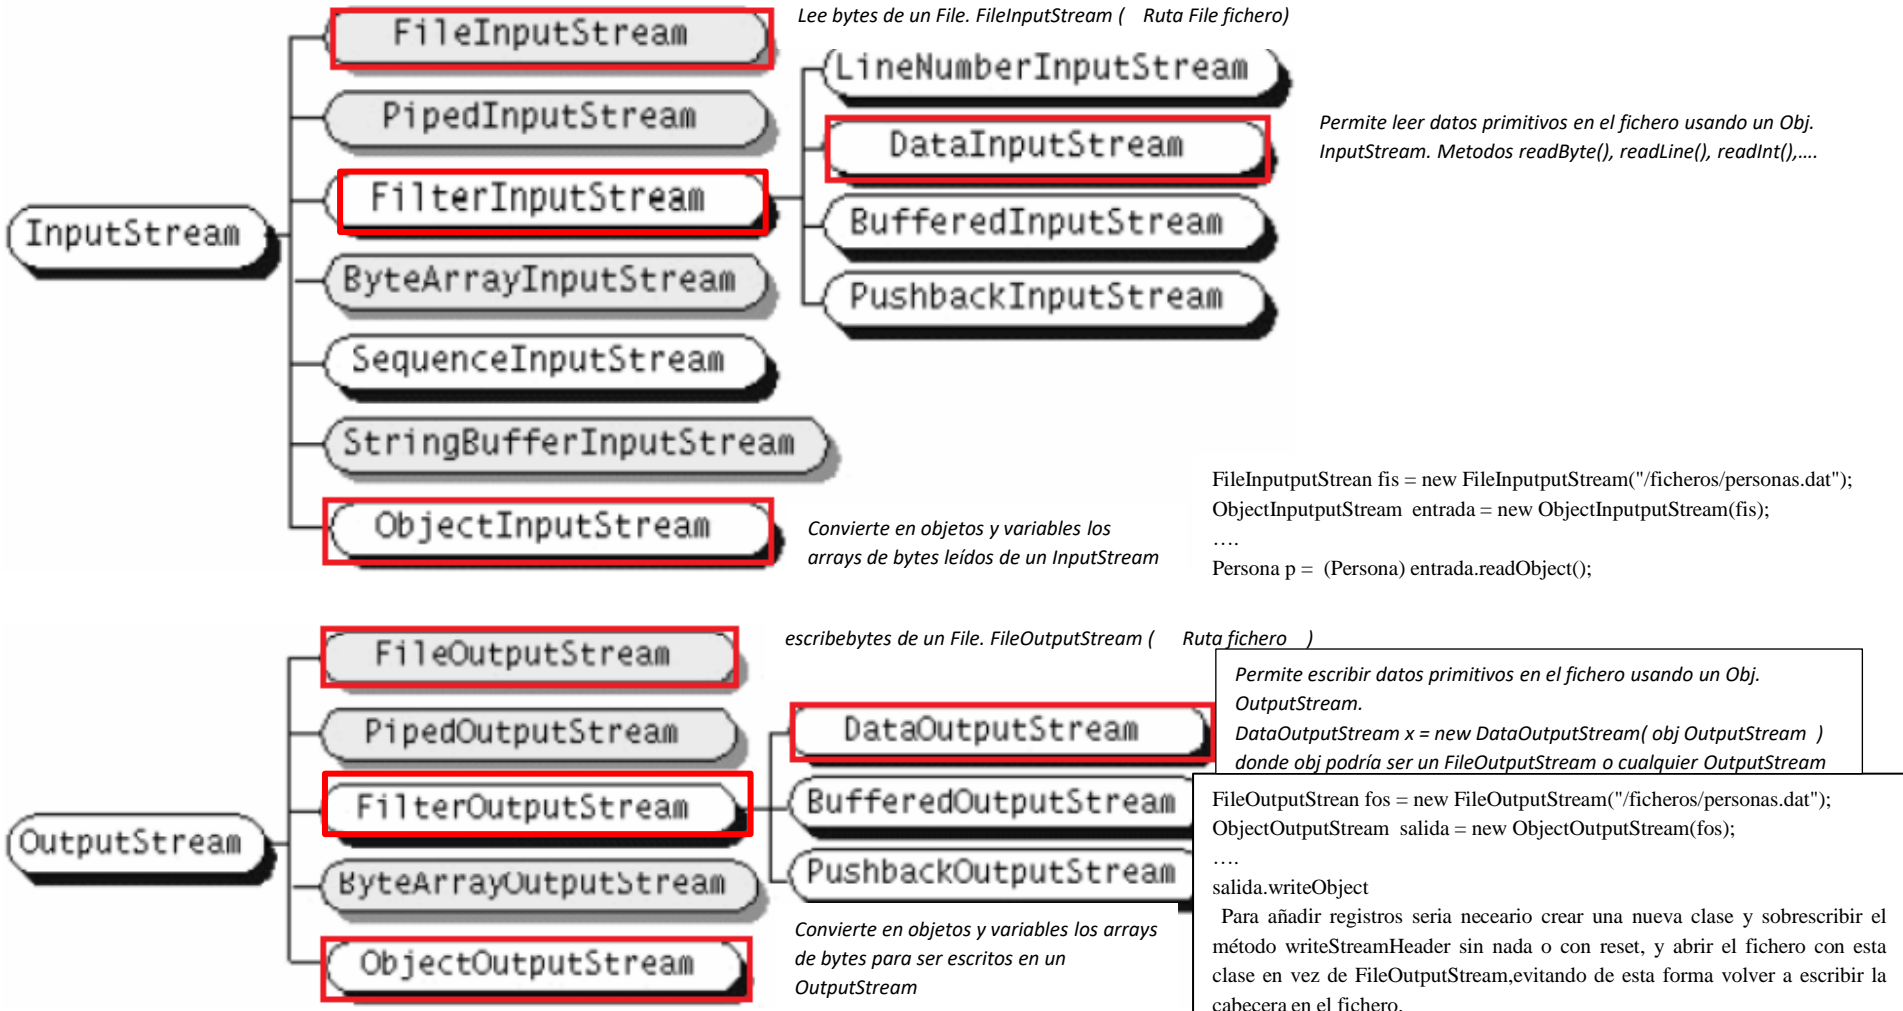 Lee bytes de un File. FileInputStream ( Ruta File fichero)
FileInputStream
LineNumberInputStream
PipedInputStream
DataInputStream
Permite leer datos primitivos en el fichero usando un Obj.
InputStream. Metodos readByte(), readLine(), readInt(),....
FilterInputStream
BufferedInputStream
InputStream
ByteArrayInputStream
PushbackInputStream
SequenceInputStream
StringBufferInputStream
ObjectInputStream
Convierte en objetos y variables los
arrays de bytes leídos de un InputStream
FileInputputStrean fis = new FileInputputStream("/ficheros/personas.dat");
ObjectInputputStream entrada = new ObjectInputputStream(fis);
….
Persona p = (Persona) entrada.readObject();
escribebytes de un File. FileOutputStream ( Ruta fichero )
FileOutputStream
Permite escribir datos primitivos en el fichero usando un Obj.
OutputStream.
DataOutputStream x = new DataOutputStream( obj OutputStream )
donde obj podría ser un FileOutputStream o cualquier OutputStream
PipedOutputStream
DataOutputStream
FilterOutputStream
BufferedOutputStream
OutputStream
ByteArrayOutputStream
PushbackOutputStream
ObjectOutputStream
Convierte en objetos y variables los arrays
de bytes para ser escritos en un
OutputStream
FileOutputStrean fos = new FileOutputStream("/ficheros/personas.dat");
ObjectOutputStream salida = new ObjectOutputStream(fos);
….
salida.writeObject
Para añadir registros seria neceario crear una nueva clase y sobrescribir el
método writeStreamHeader sin nada o con reset, y abrir el fichero con esta
clase en vez de FileOutputStream,evitando de esta forma volver a escribir la
cabecera en el fichero.